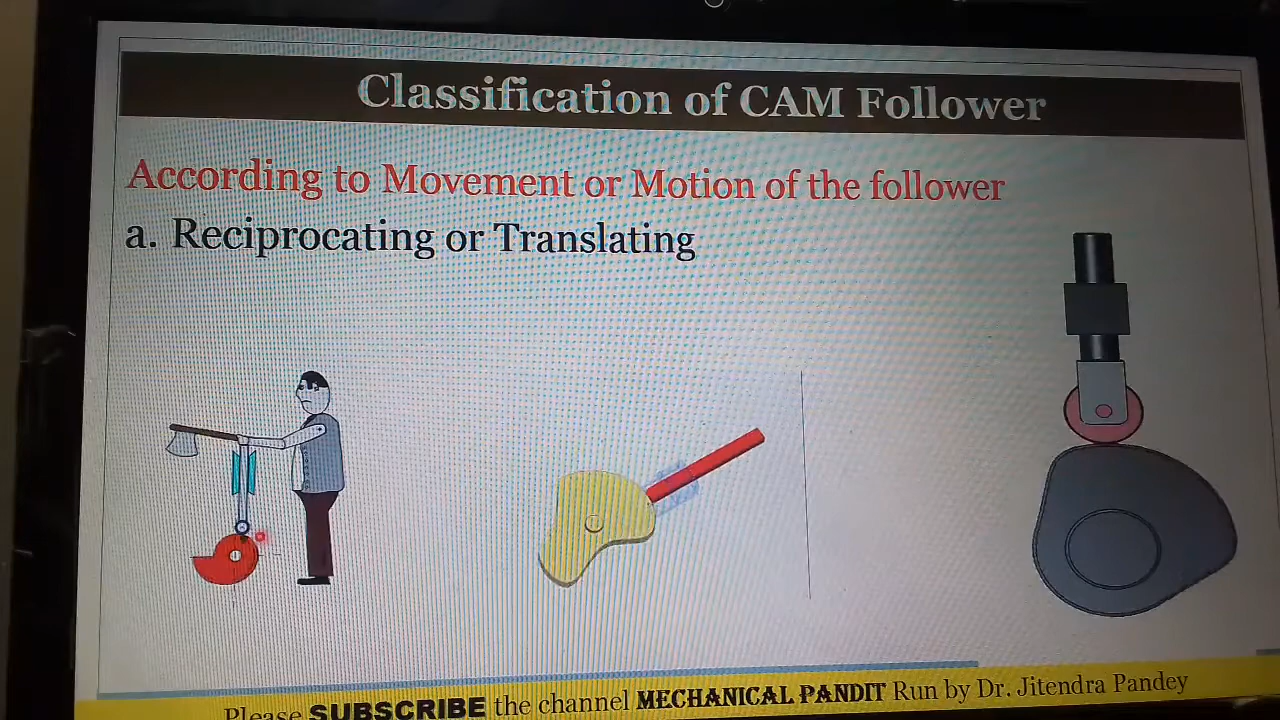 Classification of CAM Follower
According to Movement or Motion of the follower
a. Reciprocating or Translating
Please SUBSCRIBE the channel MECHANICAL PANDIT Run by Dr. Jitendra Pandey